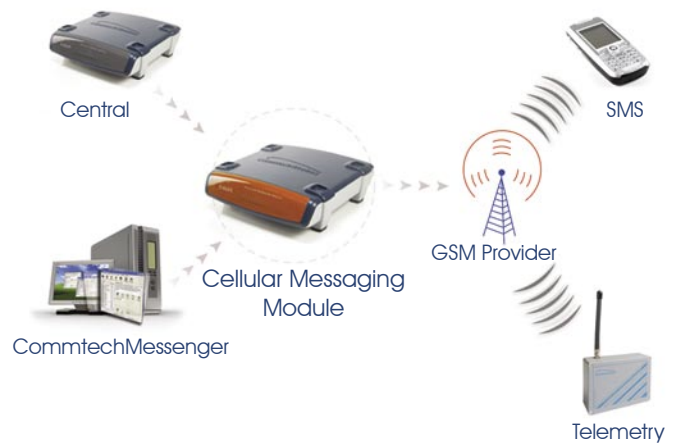 Central
SMS
GSM Provider
Cellular Messaging
Module
CommtechMessenger
Telemetry